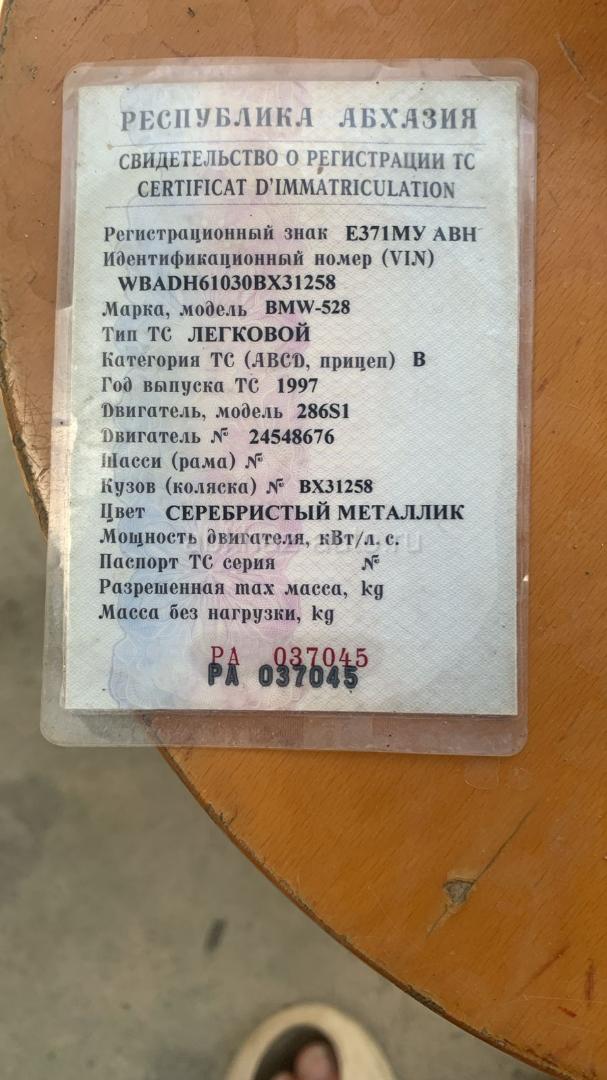 РЕСПУБЛИКА АБХАЗИЯ
СВИДЕТЕЛЬСТВО О РЕГИСТРАЦИИ ТС
CERTIFICAT D'IMMATRICULATION
Регистрационный знак Е371МУ АВН
Идентификационный номер (VIN)
WBADH61030BX31258
Марка, модель BMW-528
Тип ТС ЛЕГКОВОЙ
Категория ТС (ABCD, прицеп) B
Год выпуска ТС 1997
Двигатель, модель 286S1
Двигатель № 24548676
Шасси (рама) №
Кузов (коляска) № BX31258
Цвет СЕРЕБРИСТЫЙ МЕТАЛЛИК
Мощность двигателя, кВт/л.с.
Паспорт ТС серия №
Разрешенная max масса, kg
Масса без нагрузки, kg
РА 037045
РА 037045